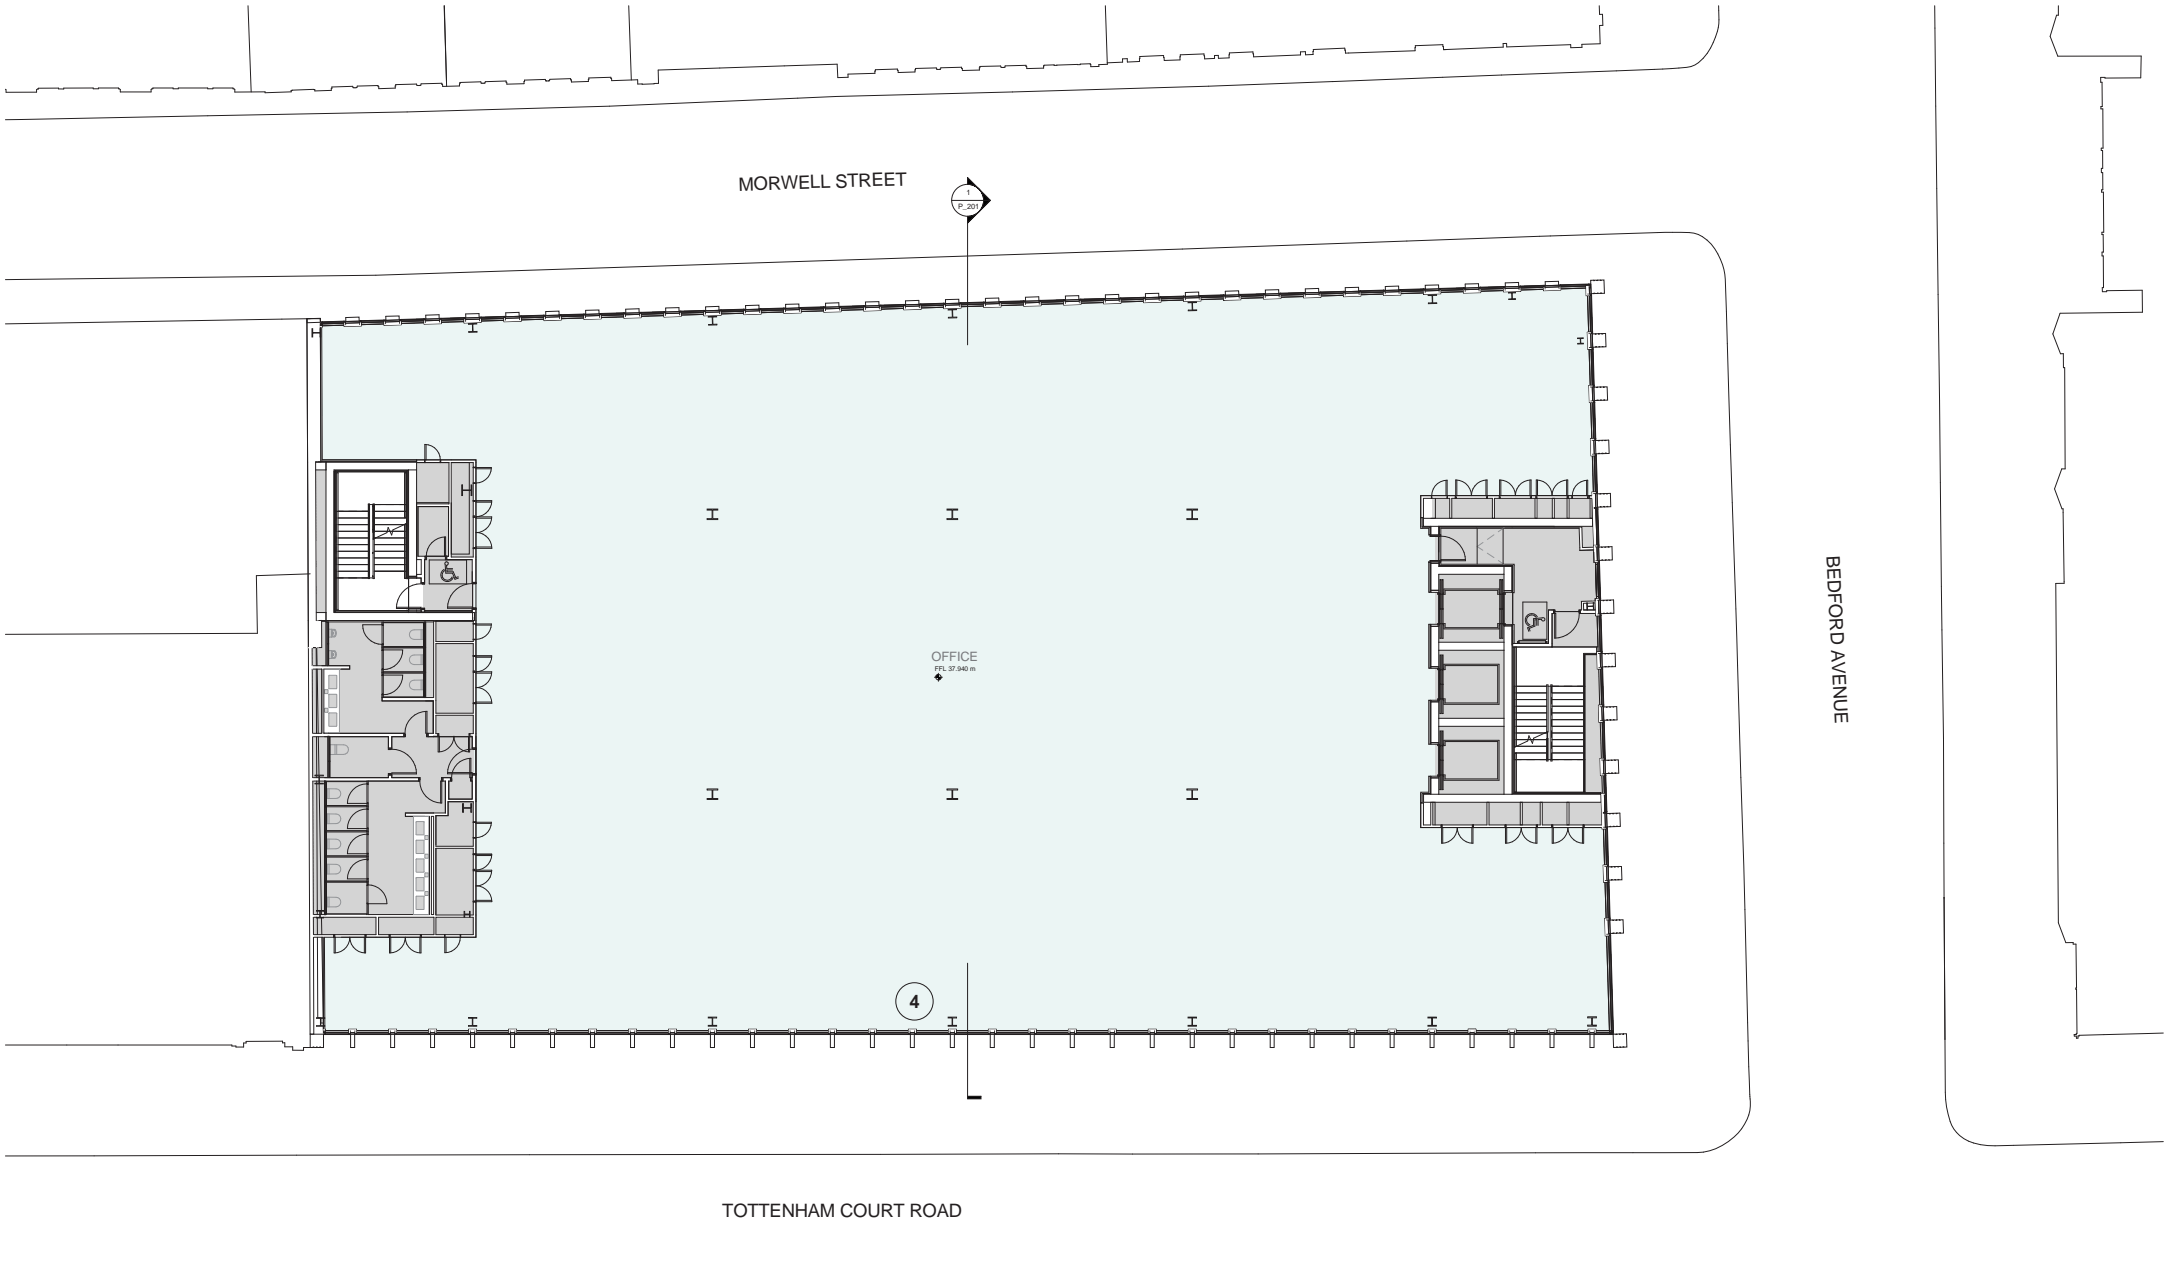 MORWELL STREET
1
P_201
BEDFORD AVENUE
OFFICE
FFL 37.940 m
4
TOTTENHAM COURT ROAD